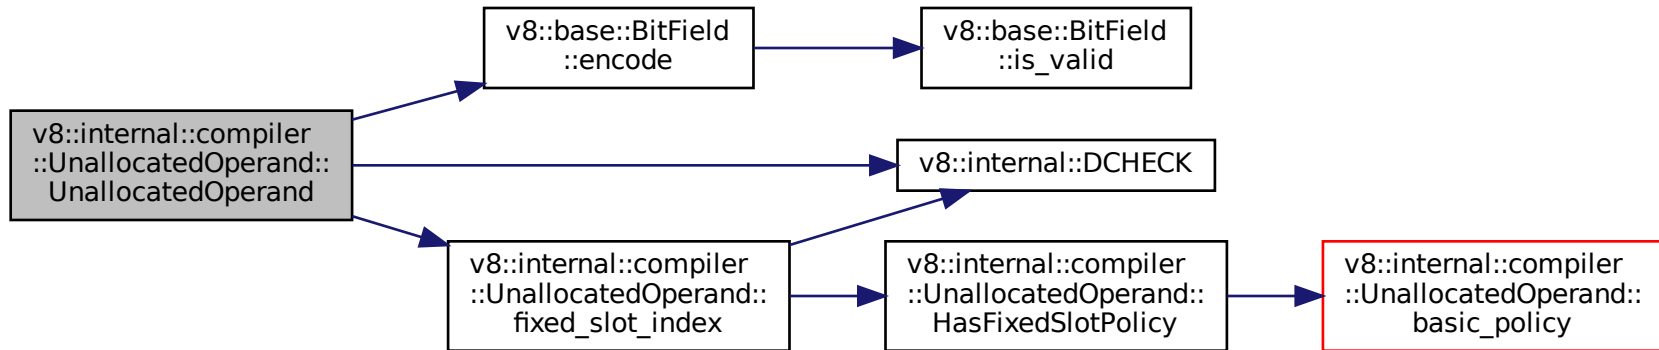 v8::internal::compiler
::UnallocatedOperand::
UnallocatedOperand
v8::base::BitField
::encode
v8::base::BitField
::is_valid
v8::internal::DCHECK
v8::internal::compiler
::UnallocatedOperand::
fixed_slot_index
v8::internal::compiler
::UnallocatedOperand::
HasFixedSlotPolicy
v8::internal::compiler
::UnallocatedOperand::
basic_policy